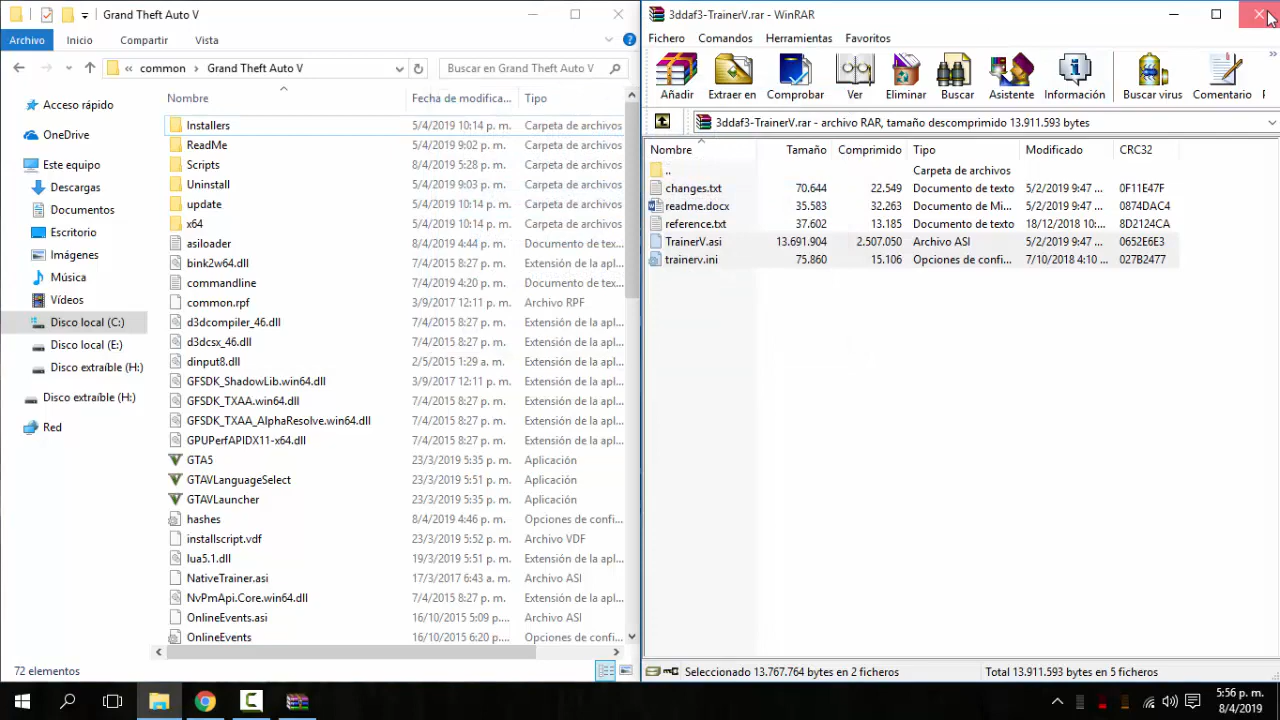 Grand Theft Auto V
Archivo Inicio Compartir Vista
« common › Grand Theft Auto V
Buscar en Grand Theft Auto V
Nombre Fecha de modifica... Tipo
Acceso rápido
OneDrive
Este equipo
Descargas
Documentos
Escritorio
Imágenes
Música
Vídeos
Disco local (C:)
Disco local (E:)
Disco extraíble (H:)
Disco extraíble (H:)
Red
Installers 5/4/2019 10:14 p. m. Carpeta de archivos
ReadMe 5/4/2019 9:02 p. m. Carpeta de archivos
Scripts 8/4/2019 5:28 p. m. Carpeta de archivos
Uninstall 5/4/2019 9:03 p. m. Carpeta de archivos
update 5/4/2019 10:14 p. m. Carpeta de archivos
x64 5/4/2019 10:14 p. m. Carpeta de archivos
asiloader 8/4/2019 4:44 p. m. Documento de tex...
bink2w64.dll 7/4/2015 8:27 p. m. Extensión de la apl...
commandline 7/4/2019 4:20 p. m. Documento de tex...
common.rpf 3/9/2017 12:11 p. m. Archivo RPF
d3dcompiler_46.dll 7/4/2015 8:27 p. m. Extensión de la apl...
d3dcsx_46.dll 7/4/2015 8:27 p. m. Extensión de la apl...
dinput8.dll 2/5/2015 1:29 a. m. Extensión de la apl...
GFSDK_ShadowLib.win64.dll 3/9/2017 12:11 p. m. Extensión de la apl...
GFSDK_TXAA.win64.dll 7/4/2015 8:27 p. m. Extensión de la apl...
GFSDK_TXAA_AlphaResolve.win64.dll 7/4/2015 8:27 p. m. Extensión de la apl...
GPUPerfAPIDX11-x64.dll 7/4/2015 8:27 p. m. Extensión de la apl...
GTA5 23/3/2019 5:35 p. m. Aplicación
GTAVLanguageSelect 23/3/2019 5:51 p. m. Aplicación
GTAVLauncher 23/3/2019 5:35 p. m. Aplicación
hashes 8/4/2019 4:46 p. m. Opciones de confi...
installscript.vdf 23/3/2019 5:52 p. m. Archivo VDF
lua5.1.dll 19/3/2019 5:51 p. m. Extensión de la apl...
NativeTrainer.asi 17/3/2017 6:43 a. m. Archivo ASI
NvPmApi.Core.win64.dll 7/4/2015 8:27 p. m. Extensión de la apl...
OnlineEvents.asi 16/10/2015 5:09 p.... Archivo ASI
OnlineEvents 16/10/2015 6:20 p.... Opciones de confi...
72 elementos
3ddaf3-TrainerV.rar - WinRAR
Fichero Comandos Herramientas Favoritos
Añadir Extraer en Comprobar Ver Eliminar Buscar Asistente Información Buscar virus Comentario
3ddaf3-TrainerV.rar - archivo RAR, tamaño descomprimido 13.911.593 bytes
Nombre Tamaño Comprimido Tipo Modificado CRC32
.. Carpeta de archivos
changes.txt 70.644 22.549 Documento de texto 5/2/2019 9:47 ... 0F11E47F
readme.docx 35.583 32.263 Documento de Mi... 5/2/2019 9:47 ... 0874DAC4
reference.txt 37.602 13.185 Documento de texto 18/12/2018 ... 8D2124CA
TrainerV.asi 13.691.904 2.507.050 Archivo ASI 5/2/2019 9:47 ... 0652E6E3
trainerv.ini 75.860 15.106 Opciones de confi... 7/10/2018 4:10 ... 027B2477
Seleccionado 13.767.764 bytes en 2 ficheros
Total 13.911.593 bytes en 5 ficheros
5:56 p. m.
8/4/2019